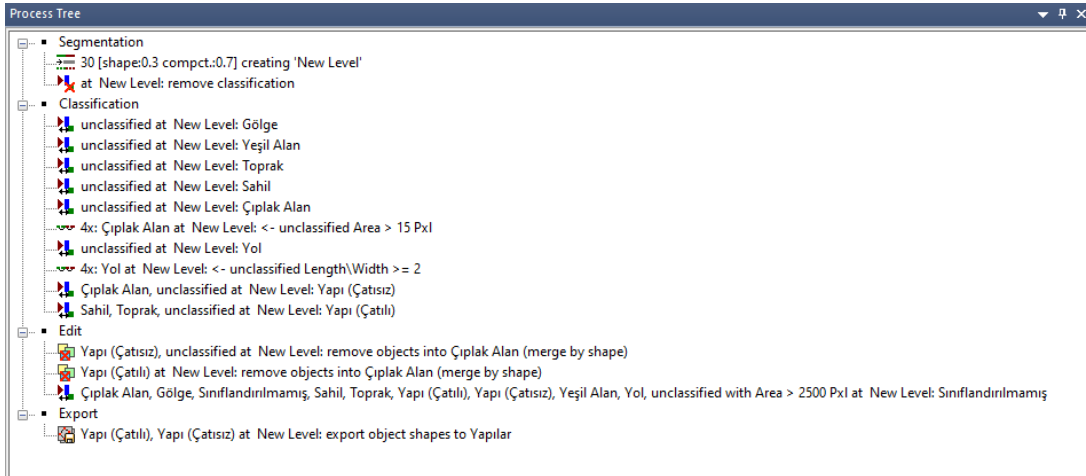 Process Tree
Segmentation
30 [shape:0.3 compct.:0.7] creating 'New Level'
at New Level: remove classification
Classification
unclassified at New Level: Gölge
unclassified at New Level: Yeşil Alan
unclassified at New Level: Toprak
unclassified at New Level: Sahil
unclassified at New Level: Çıplak Alan
4x: Çıplak Alan at New Level: <- unclassified Area > 15 Pxl
unclassified at New Level: Yol
4x: Yol at New Level: <- unclassified Length\Width >= 2
Çıplak Alan, unclassified at New Level: Yapı (Çatısız)
Sahil, Toprak, unclassified at New Level: Yapı (Çatılı)
Edit
Yapı (Çatısız), unclassified at New Level: remove objects into Çıplak Alan (merge by shape)
Yapı (Çatılı) at New Level: remove objects into Çıplak Alan (merge by shape)
Çıplak Alan, Gölge, Sınıflandırılmamış, Sahil, Toprak, Yapı (Çatılı), Yapı (Çatısız), Yeşil Alan, Yol, unclassified with Area > 2500 Pxl at New Level: Sınıflandırılmamış
Export
Yapı (Çatılı), Yapı (Çatısız) at New Level: export object shapes to Yapılar